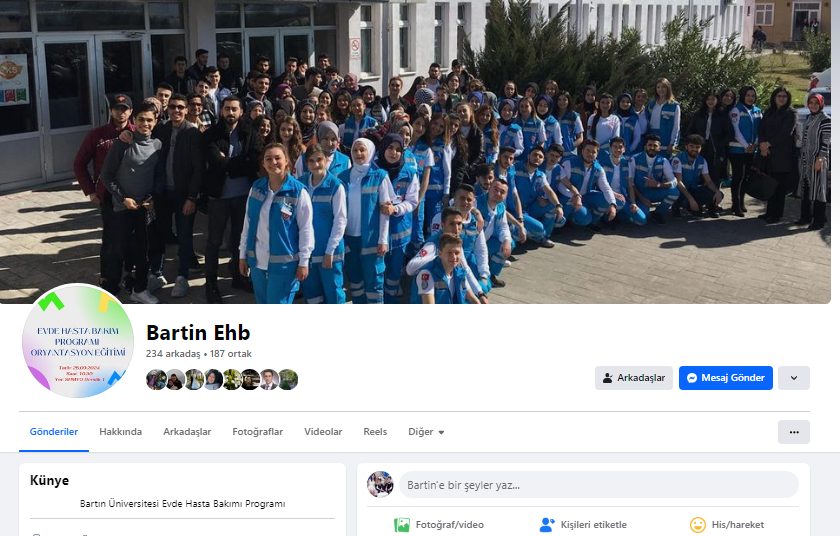 EVDE HASTA BAKIM
PROGRAMI
ORYANTASYON EĞİTİMİ
Bartin Ehb
234 arkadaş • 187 ortak
Arkadaşlar
Mesaj Gönder
Gönderiler
Hakkında
Arkadaşlar
Fotoğraflar
Videolar
Reels
Diğer
Künye
Bartın Üniversitesi Evde Hasta Bakımı Programı
Bartin'e bir şeyler yaz...
Fotoğraf/video
Kişileri etiketle
His/hareket